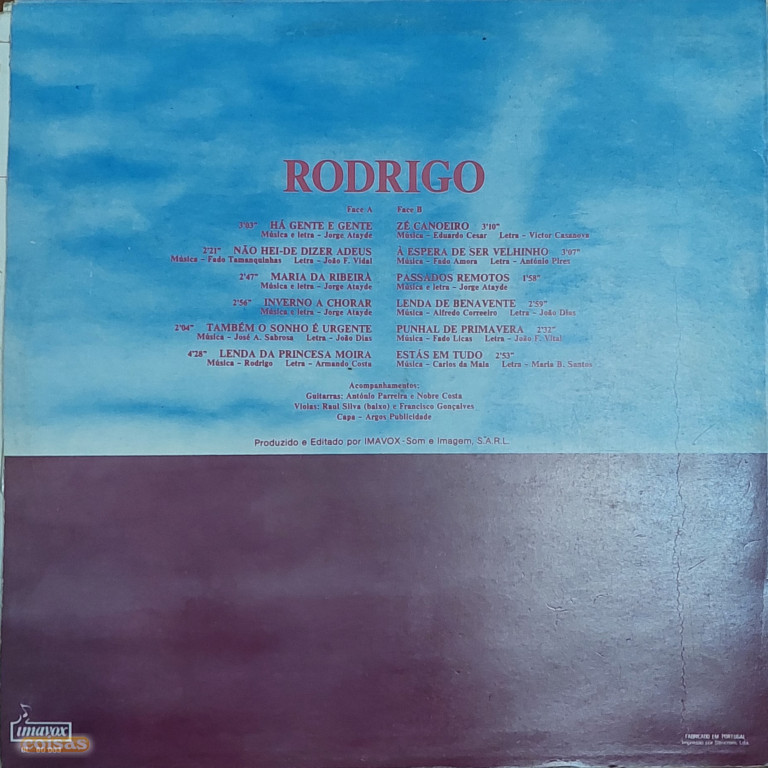 RODRIGO
Face A
3'03" HÁ GENTE E GENTE
Música e letra - Jorge Atayde
2'21" NÃO HEI-DE DIZER ADEUS
Música - Fado Tamanquinhas Letra - João F. Vidal
2'47" MARIA DA RIBEIRÀ
Música e letra - Jorge Atayde
2'56" INVERNO A CHORAR
Música e letra - Jorge Atayde
2'04" TAMBÉM O SONHO É URGENTE
Música - José A. Sabrosa Letra - João Dias
4'28" LENDA DA PRINCESA MOIRA
Música - Rodrigo Letra - Armando Costa
Face B
ZÉ CANOEIRO 3'10"
Música - Eduardo Cesar Letra - Victor Casanova
À ESPERA DE SER VELHINHO 3'07"
Música - Fado Amora Letra - António Pires
PASSADOS REMOTOS 1'58"
Música e letra - Jorge Atayde
LENDA DE BENAVENTE 2'59"
Música - Alfredo Correeiro Letra - João Dias
PUNHAL DE PRIMAVERA 2'32"
Música - Fado Licas Letra - João F. Vital
ESTÁS EM TUDO 2'53"
Música - Carlos da Maia Letra - Maria B. Santos
Acompanhamentos:
Guitarras: António Parreira e Nobre Costa
Violas: Raul Silva (baixo) e Francisco Gonçalves
Capa - Argos Publicidade
Produzido e Editado por IMAVOX-Som e Imagem, S.A.R.L.
imavox
coisas
FABRICADO EM PORTUGAL
Impresso por
Lda.